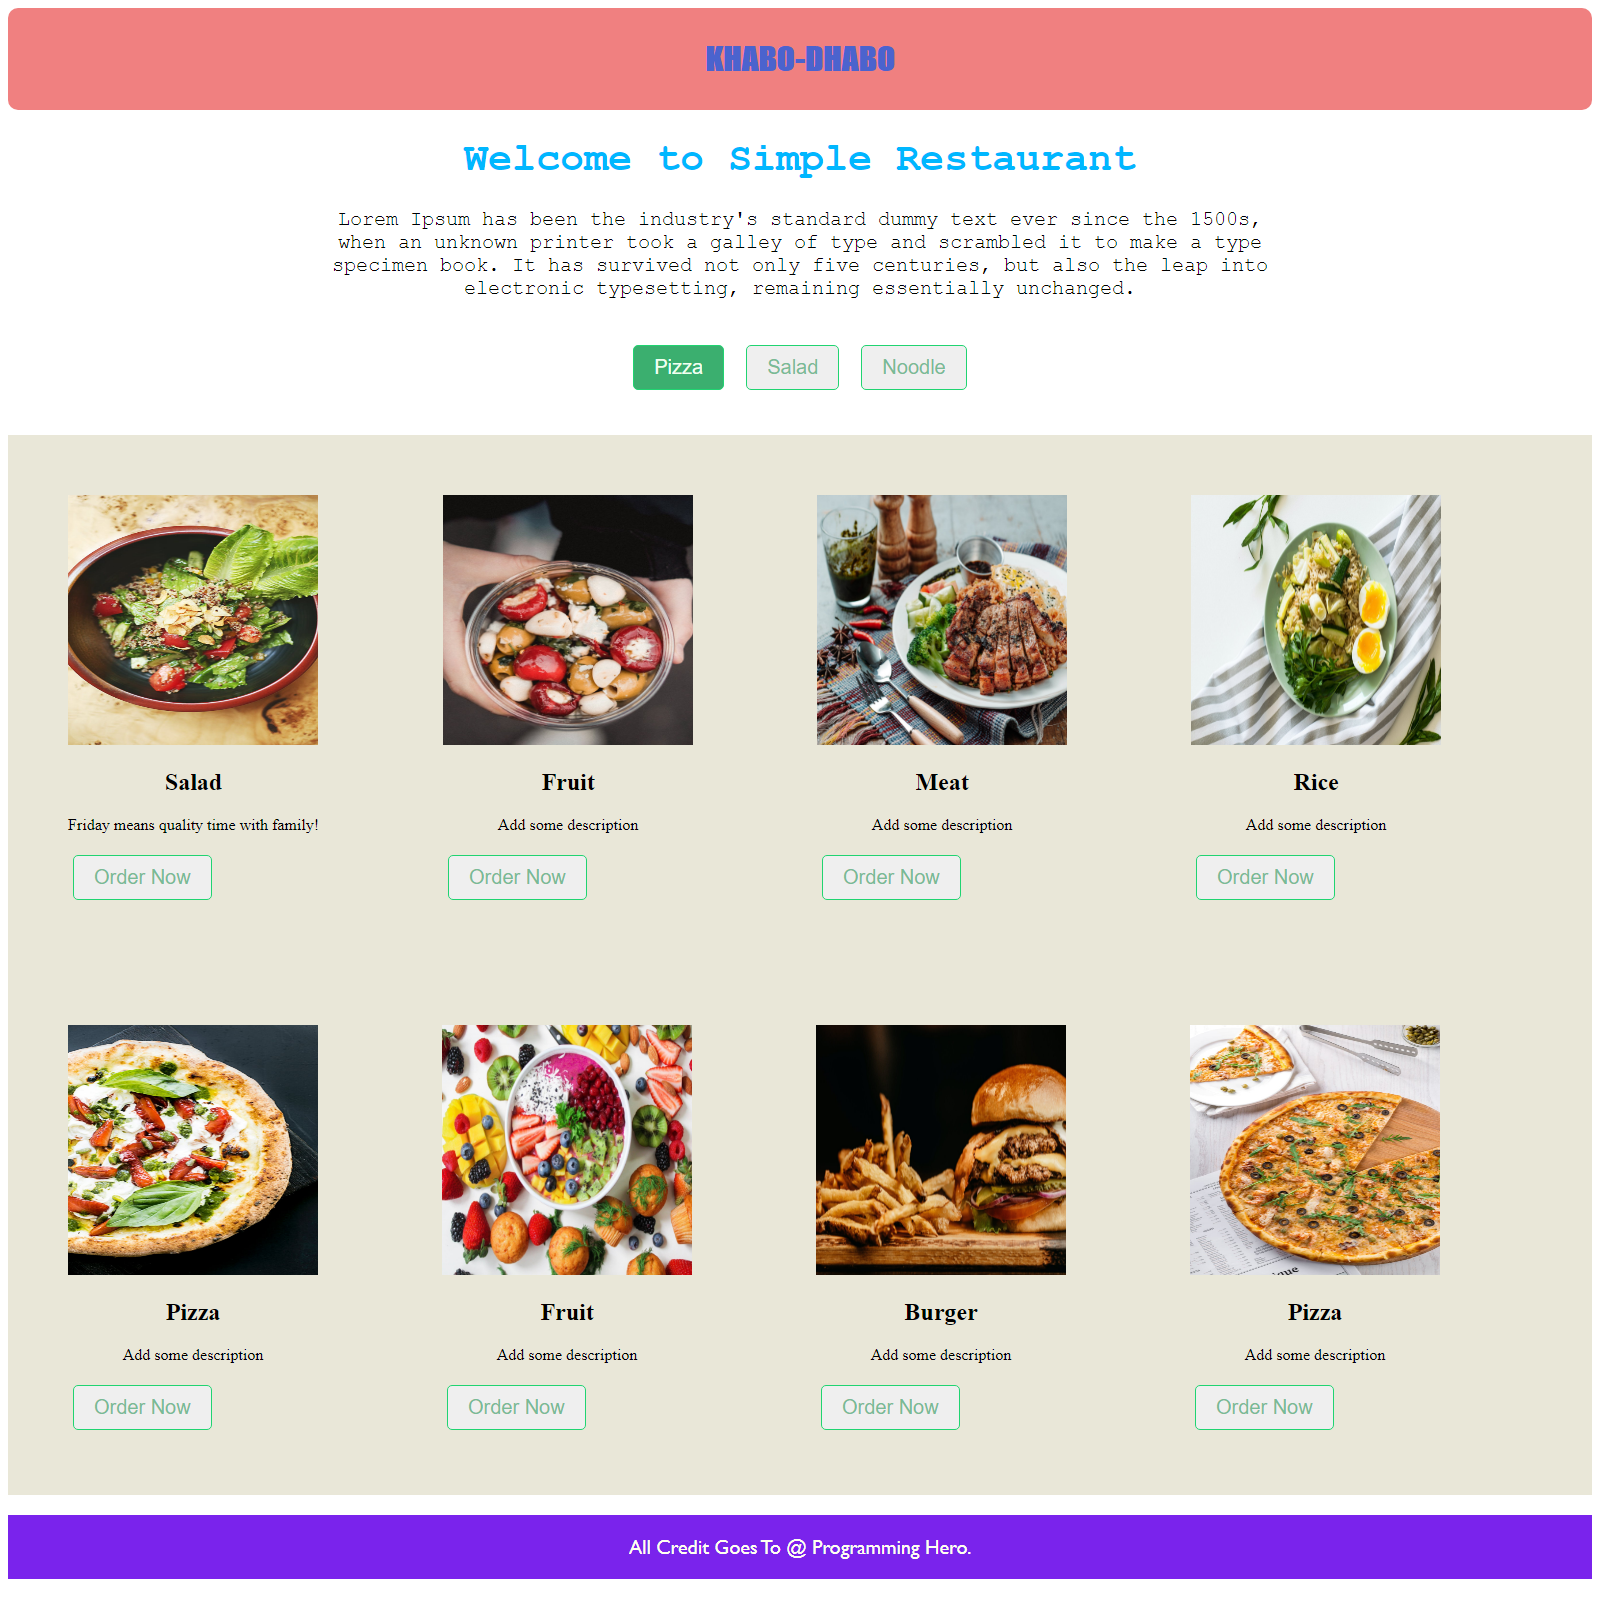 KHABO-DHABO
Welcome to Simple Restaurant
Lorem Ipsum has been the industry's standard dummy text ever since the 1500s,
when an unknown printer took a galley of type and scrambled it to make a type
specimen book. It has survived not only five centuries, but also the leap into
electronic typesetting, remaining essentially unchanged.
Pizza Salad Noodle
Salad Fruit Meat Rice
Friday means quality time with family! Add some description Add some description Add some description
Order Now Order Now Order Now Order Now
Pizza Fruit Burger Pizza
Add some description Add some description Add some description Add some description
Order Now Order Now Order Now Order Now
All Credit Goes To @ Programming Hero.